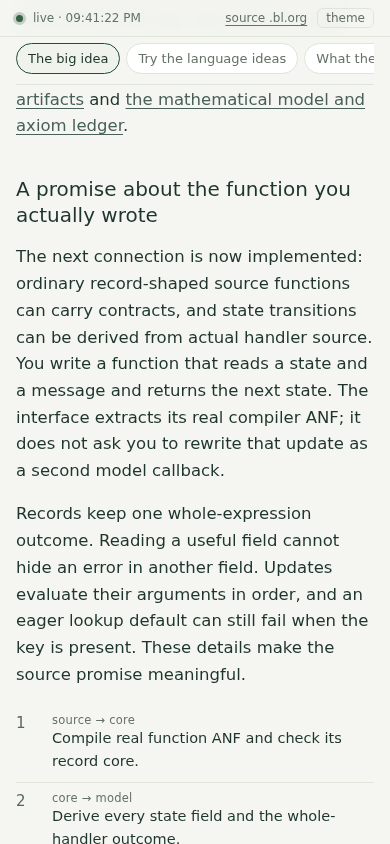 live · 09:41:22 PM
source .bl.org
theme
The big idea
Try the language ideas
What the
artifacts and the mathematical model and
axiom ledger.
A promise about the function you
actually wrote
The next connection is now implemented:
ordinary record-shaped source functions
can carry contracts, and state transitions
can be derived from actual handler source.
You write a function that reads a state and
a message and returns the next state. The
interface extracts its real compiler ANF; it
does not ask you to rewrite that update as
a second model callback.
Records keep one whole-expression
outcome. Reading a useful field cannot
hide an error in another field. Updates
evaluate their arguments in order, and an
eager lookup default can still fail when the
key is present. These details make the
source promise meaningful.
1
source → core
Compile real function ANF and check its
record core.
2
core → model
Derive every state field and the whole-
handler outcome.